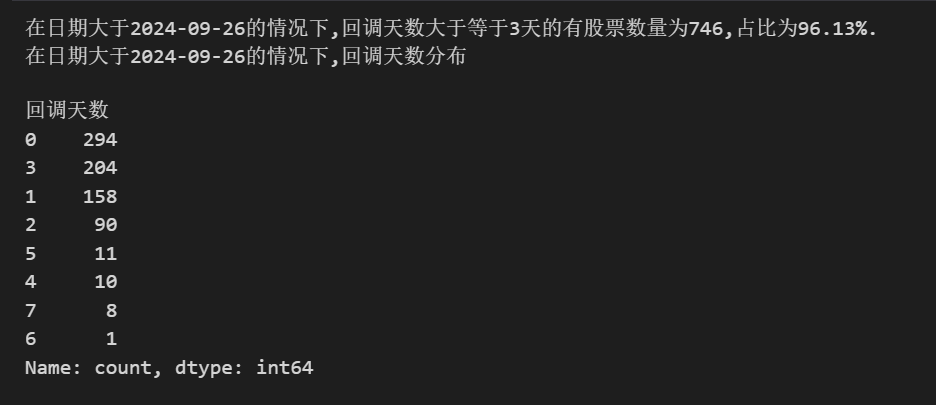 在日期大于2024-09-26的情况下,回调天数大于等于3天的有股票数量为746,占比为96.13%.
在日期大于2024-09-26的情况下,回调天数分布
回调天数
0    294
3    204
1    158
2     90
5     11
4     10
7      8
6      1
Name: count, dtype: int64